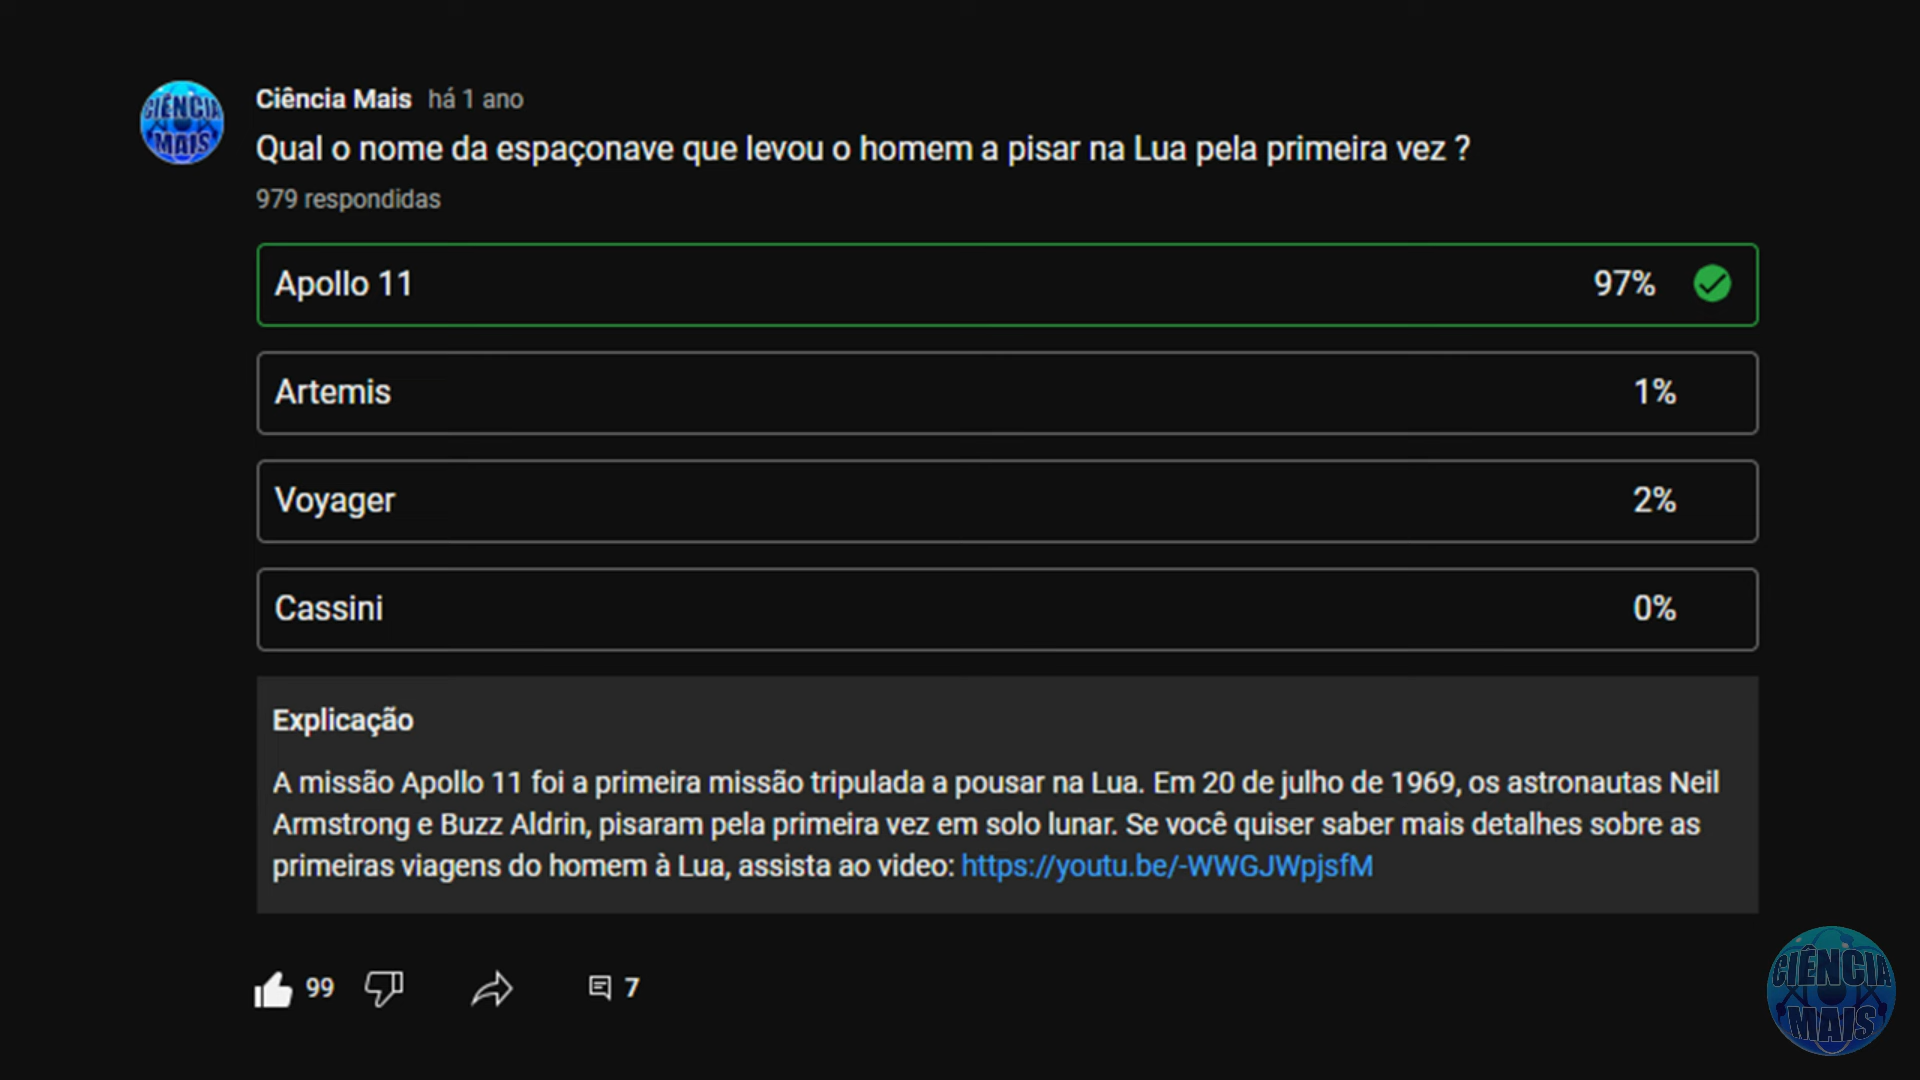 CIÊNCIA
MAIS
Ciência Mais há 1 ano
Qual o nome da espaçonave que levou o homem a pisar na Lua pela primeira vez ?
979 respondidas
Apollo 11 97%
Artemis 1%
Voyager 2%
Cassini 0%
Explicação
A missão Apollo 11 foi a primeira missão tripulada a pousar na Lua. Em 20 de julho de 1969, os astronautas Neil
Armstrong e Buzz Aldrin, pisaram pela primeira vez em solo lunar. Se você quiser saber mais detalhes sobre as
primeiras viagens do homem à Lua, assista ao video: https://youtu.be/-WWGJWpjsfM
99 7
CIÊNCIA
MAIS